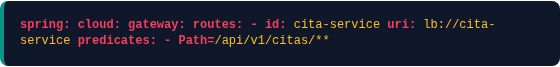 spring: cloud: gateway: routes: - id: cita-service uri: lb://cita-
service predicates: - Path=/api/v1/citas/**